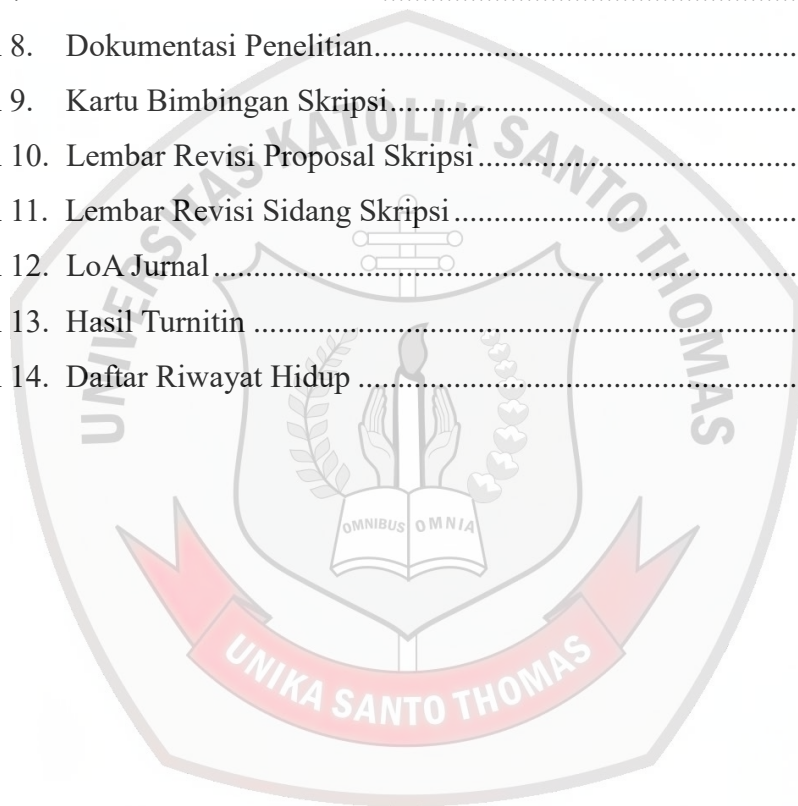 8. Dokumentasi Penelitian
9. Kartu Bimbingan Skripsi
10. Lembar Revisi Proposal Skripsi
11. Lembar Revisi Sidang Skripsi
12. LoA Jurnal
13. Hasil Turnitin
14. Daftar Riwayat Hidup
UNIVERSITAS KATOLIK SANTO THOMAS
OMNIBUS OMNIA
UNIKA SANTO THOMAS